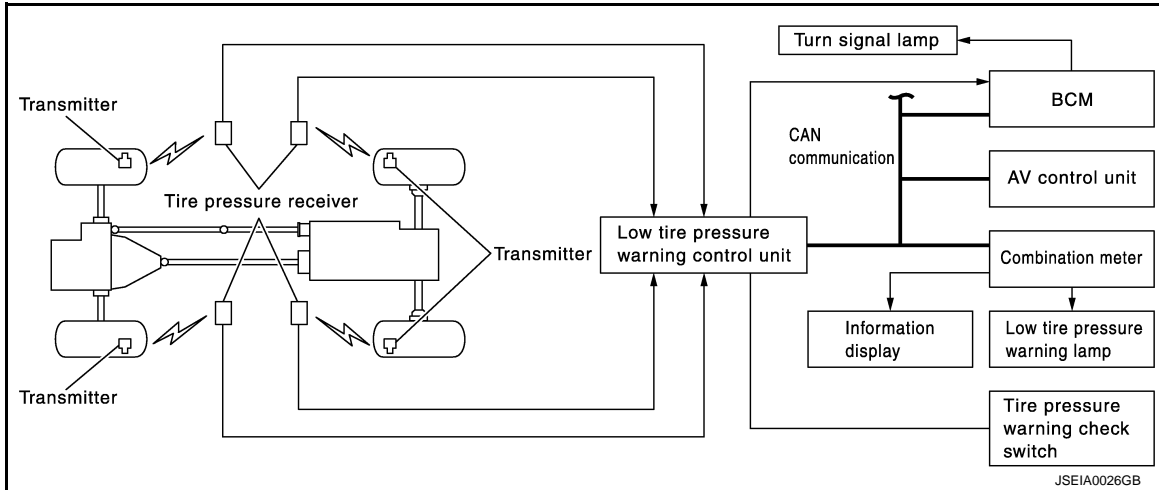 Turn signal lamp
BCM
Transmitter
CAN
communication
AV control unit
Tire pressure receiver
Transmitter
Low tire pressure
warning control unit
Combination meter
Information
display
Low tire pressure
warning lamp
Transmitter
Tire pressure
warning check
switch
JSEIA0026GB